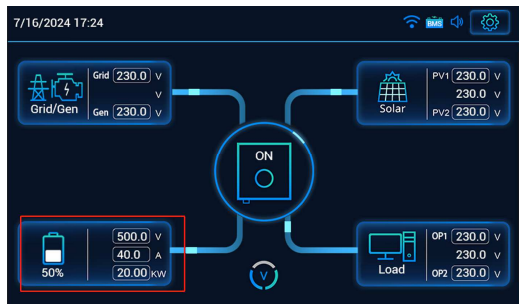 7/16/2024 17:24
BMS
Grid 230.0 V
V
Gen 230.0 V
Grid/Gen
PV1 230.0 V
230.0 V
PV2 230.0 V
Solar
ON
500.0 V
40.0 A
20.00 KW
50%
V
OP1 230.0 V
230.0 V
OP2 230.0 V
Load